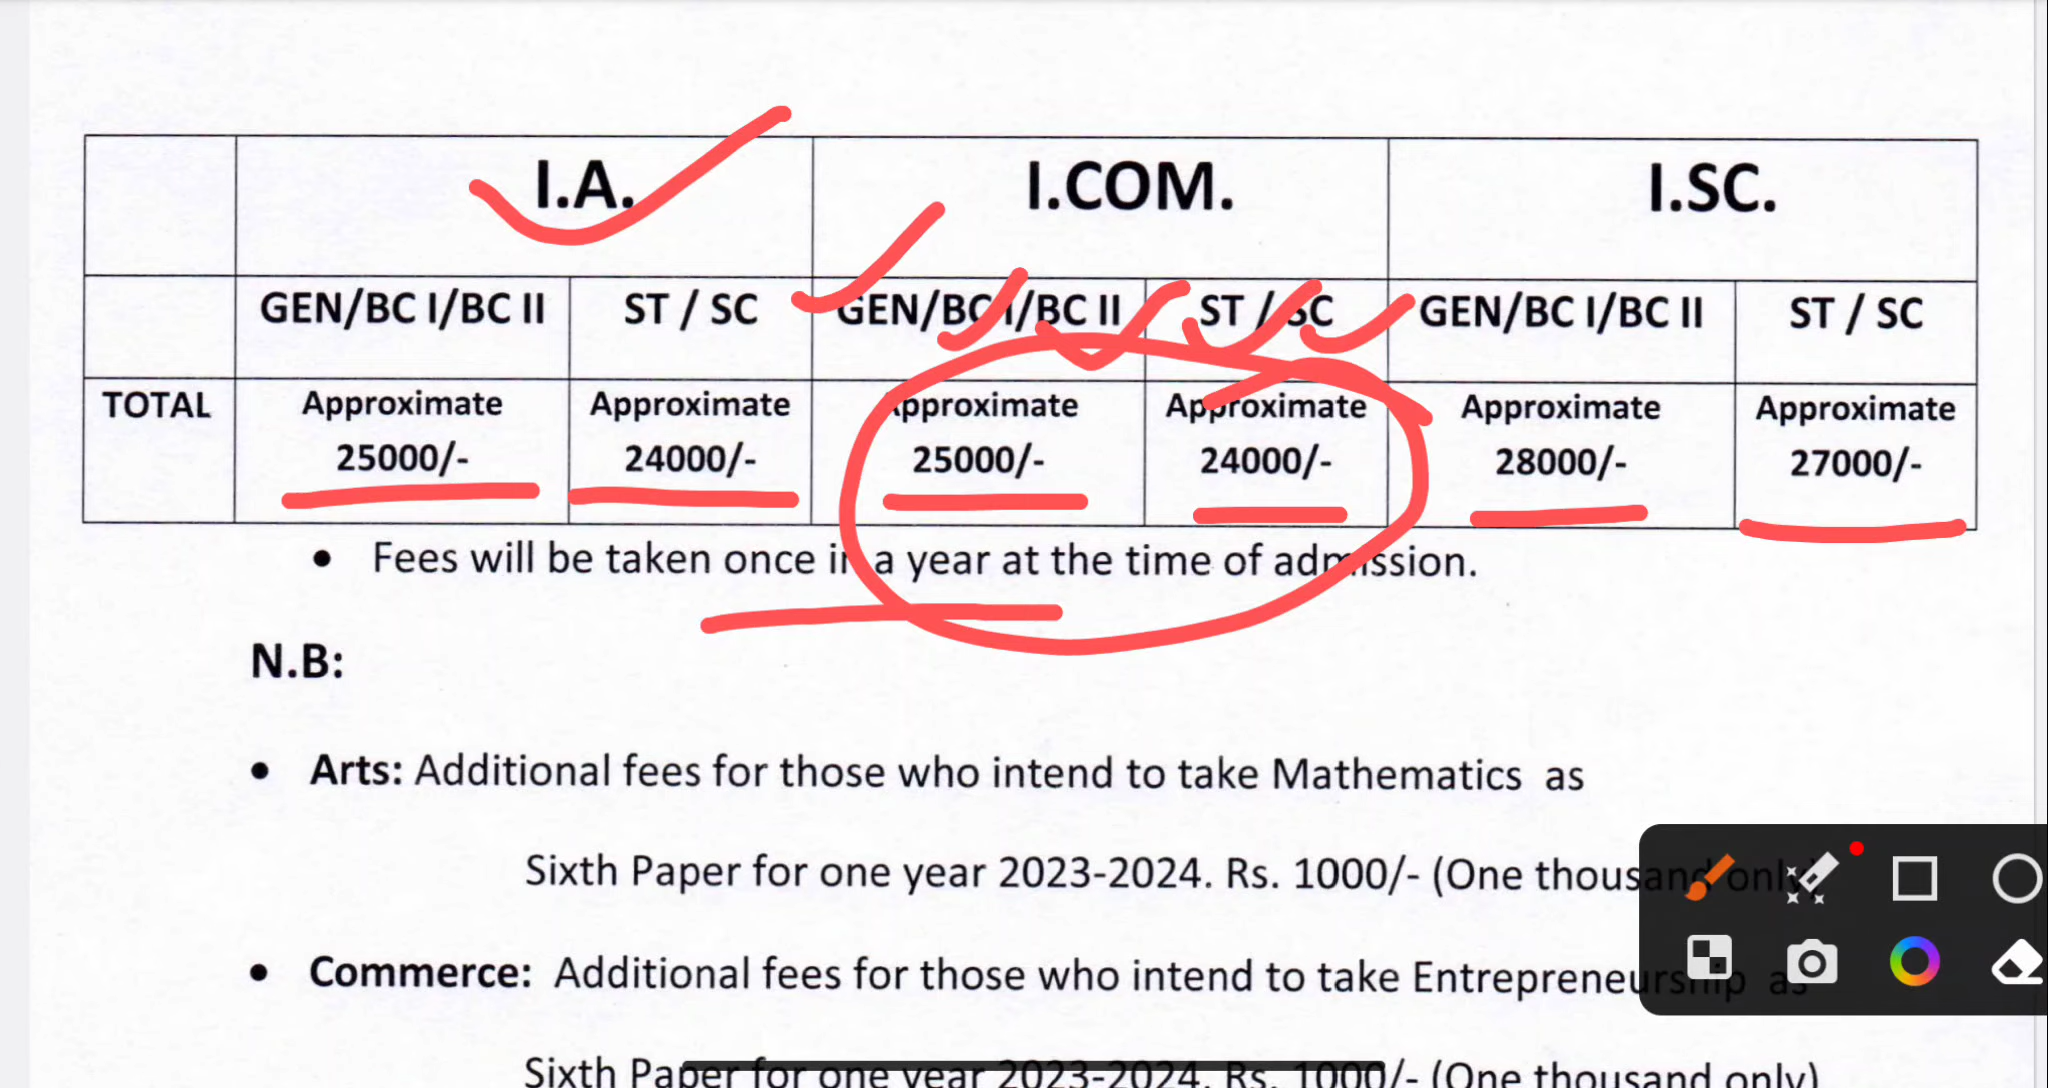 I.A. I.COM. I.SC.
GEN/BC I/BC II ST / SC GEN/BC I/BC II ST / SC GEN/BC I/BC II ST / SC
TOTAL Approximate Approximate Approximate Approximate Approximate Approximate
25000/- 24000/- 25000/- 24000/- 28000/- 27000/-
• Fees will be taken once in a year at the time of admission.
N.B:
• Arts: Additional fees for those who intend to take Mathematics as
Sixth Paper for one year 2023-2024. Rs. 1000/- (One thousand only)
• Commerce: Additional fees for those who intend to take Entrepreneurship as
Sixth Paper for one year 2023-2024. Rs. 1000/- (One thousand only)